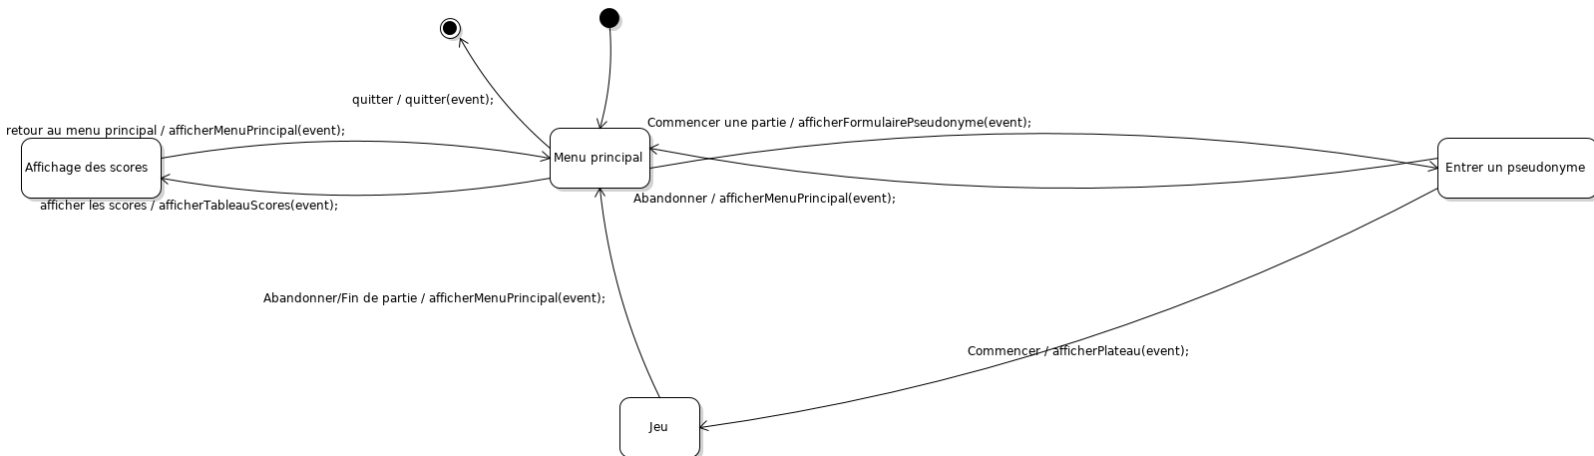 quitter / quitter(event);
Commencer une partie / afficherFormulairePseudonyme(event);
retour au menu principal / afficherMenuPrincipal(event);
Menu principal
Affichage des scores
Entrer un pseudonyme
Abandonner / afficherMenuPrincipal(event);
afficher les scores / afficherTableauScores(event);
Abandonner/Fin de partie / afficherMenuPrincipal(event);
Commencer / afficherPlateau(event);
Jeu